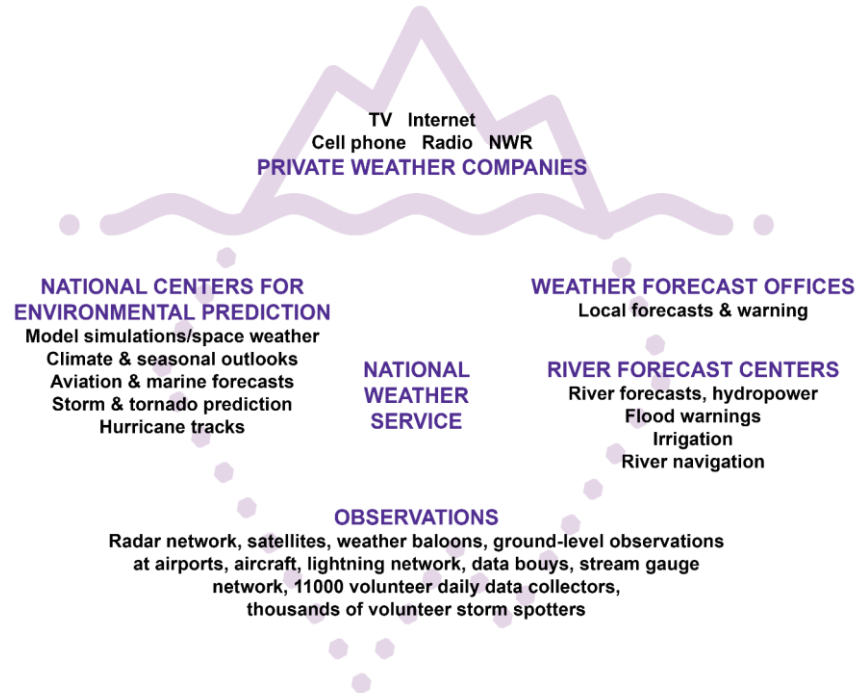 TV Internet
Cell phone Radio NWR
PRIVATE WEATHER COMPANIES
NATIONAL CENTERS FOR
ENVIRONMENTAL PREDICTION
Model simulations/space weather
Climate & seasonal outlooks
Aviation & marine forecasts
Storm & tornado prediction
Hurricane tracks
NATIONAL
WEATHER
SERVICE
WEATHER FORECAST OFFICES
Local forecasts & warning
RIVER FORECAST CENTERS
River forecasts, hydropower
Flood warnings
Irrigation
River navigation
OBSERVATIONS
Radar network, satellites, weather baloons, ground-level observations
at airports, aircraft, lightning network, data bouys, stream gauge
network, 11000 volunteer daily data collectors,
thousands of volunteer storm spotters